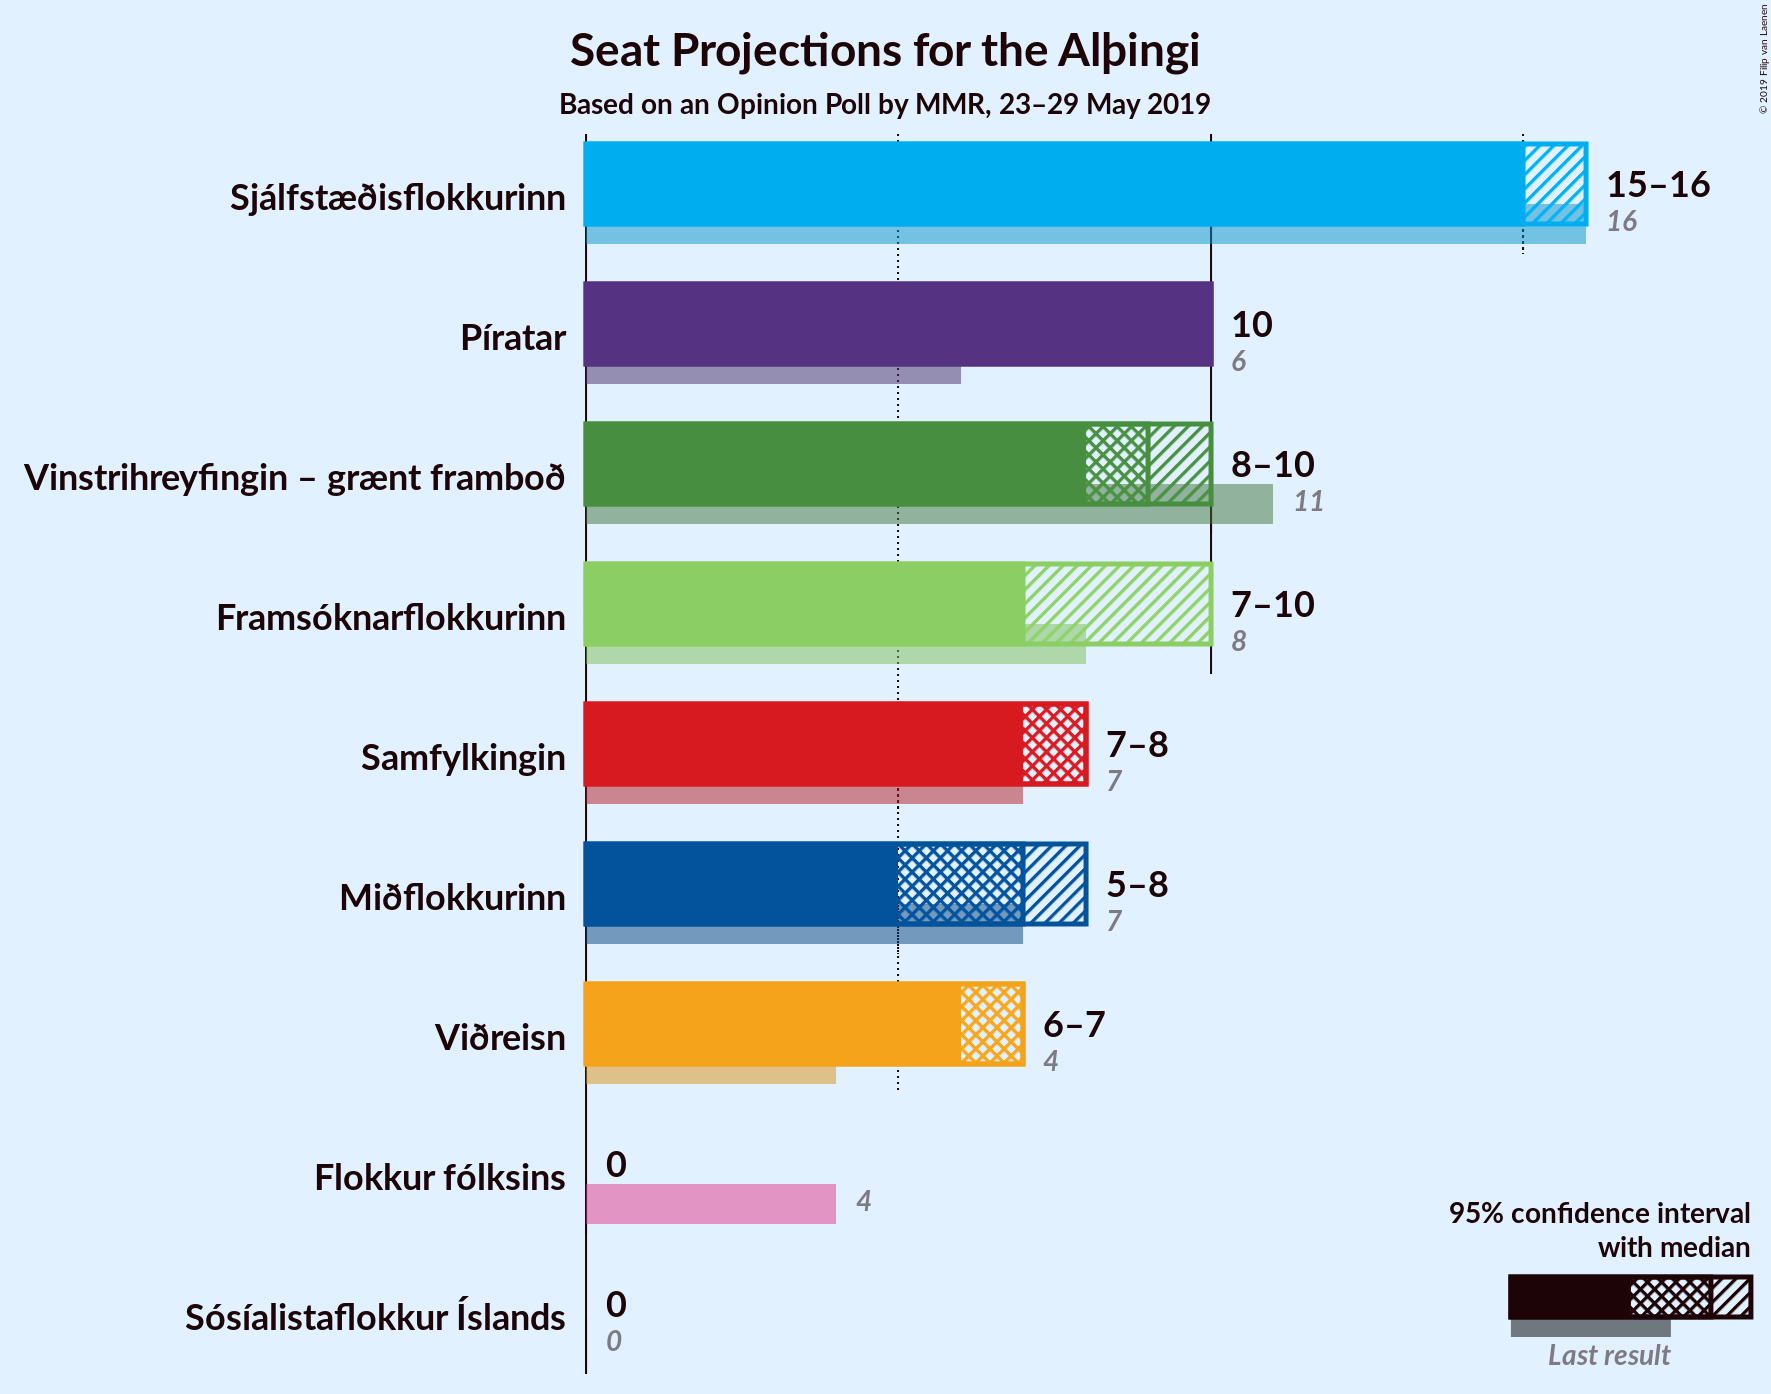 Seat Projections for the Alþingi
Based on an Opinion Poll by MMR, 23–29 May 2019
© 2019 Filip van Laenen
Sjálfstæðisflokkurinn
15–16
16
Píratar
10
6
Vinstrihreyfingin – grænt framboð
8–10
11
Framsóknarflokkurinn
7–10
8
Samfylkingin
7–8
7
Miðflokkurinn
5–8
7
Viðreisn
6–7
4
Flokkur fólksins
0
4
Sósíalistaflokkur Íslands
0
0
95% confidence interval
with median
Last result